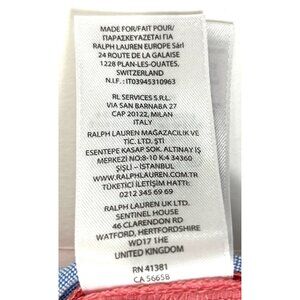 MADE FOR/FAIT POUR/
ΠΑΡΑΣΚΕΥΑΖΕΤΑΙ ΓΙΑ
RALPH LAUREN EUROPE Sàrl
24 ROUTE DE LA GALAISE
1228 PLAN-LES-OUATES,
SWITZERLAND
N.I.F.: IT03945310963
RL SERVICES S.R.L.
VIA SAN BARNABA 27
CAP 20122, MILAN
ITALY
RALPH LAUREN MAĞAZACILIK VE
TİC. LTD. ŞTİ.
ESENTEPE KASAP SOK. ALTINAY İŞ
MERKEZİ NO:8-10 K:4 34360
ŞİŞLİ - İSTANBUL
WWW.RALPHLAUREN.COM.TR
TÜKETİCİ İLETİŞİM HATTI
0212 345 69 69
RALPH LAUREN UK LTD.
SENTINEL HOUSE
46 CLARENDON RD
WATFORD, HERTFORDSHIRE
WD17 1HE
UNITED KINGDOM
RN 41381
CA 56658